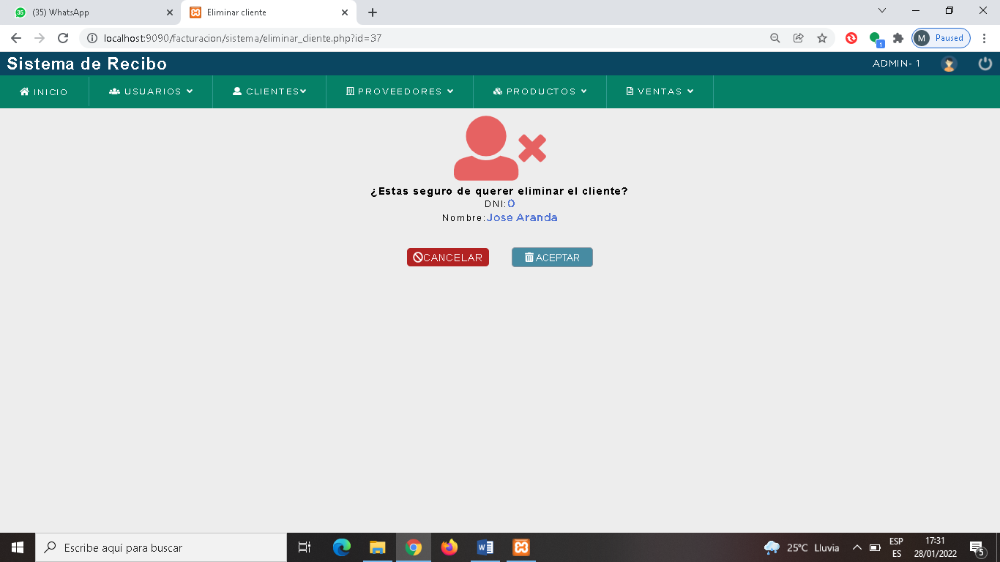 (35) WhatsApp
Eliminar cliente
localhost:9090/facturacion/sistema/eliminar_cliente.php?id=37
1
M Paused
Sistema de Recibo
ADMIN- 1
INICIO USUARIOS CLIENTES PROVEEDORES PRODUCTOS VENTAS
¿Estas seguro de querer eliminar el cliente?
DNI:0
Nombre:Jose Aranda
CANCELAR ACEPTAR
Escribe aquí para buscar
25°C Lluvia
ESP
ES
17:31
28/01/2022
5